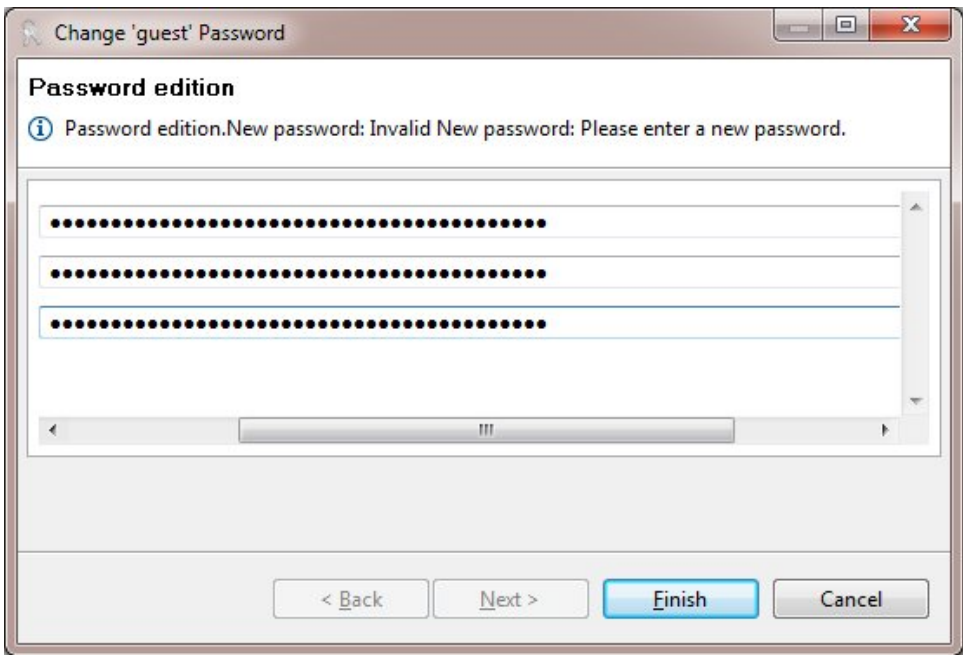 Change 'guest' Password
Password edition
Password edition.New password: Invalid New password: Please enter a new password.
•••••••••••••••••••••••••••••••••••••••••••••••••
•••••••••••••••••••••••••••••••••••••••••••••••••
•••••••••••••••••••••••••••••••••••••••••••••••••
< Back Next > Finish Cancel